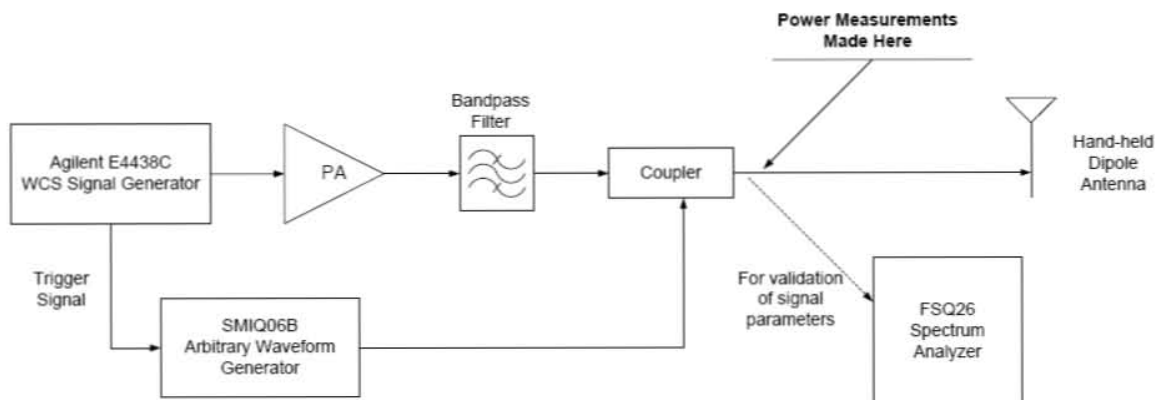 Power Measurements
Made Here
Bandpass
Filter
Agilent E4438C
WCS Signal Generator
PA
Coupler
Hand-held
Dipole
Antenna
Trigger
Signal
For validation
of signal
parameters
SMIQ06B
Arbitrary Waveform
Generator
FSQ26
Spectrum
Analyzer